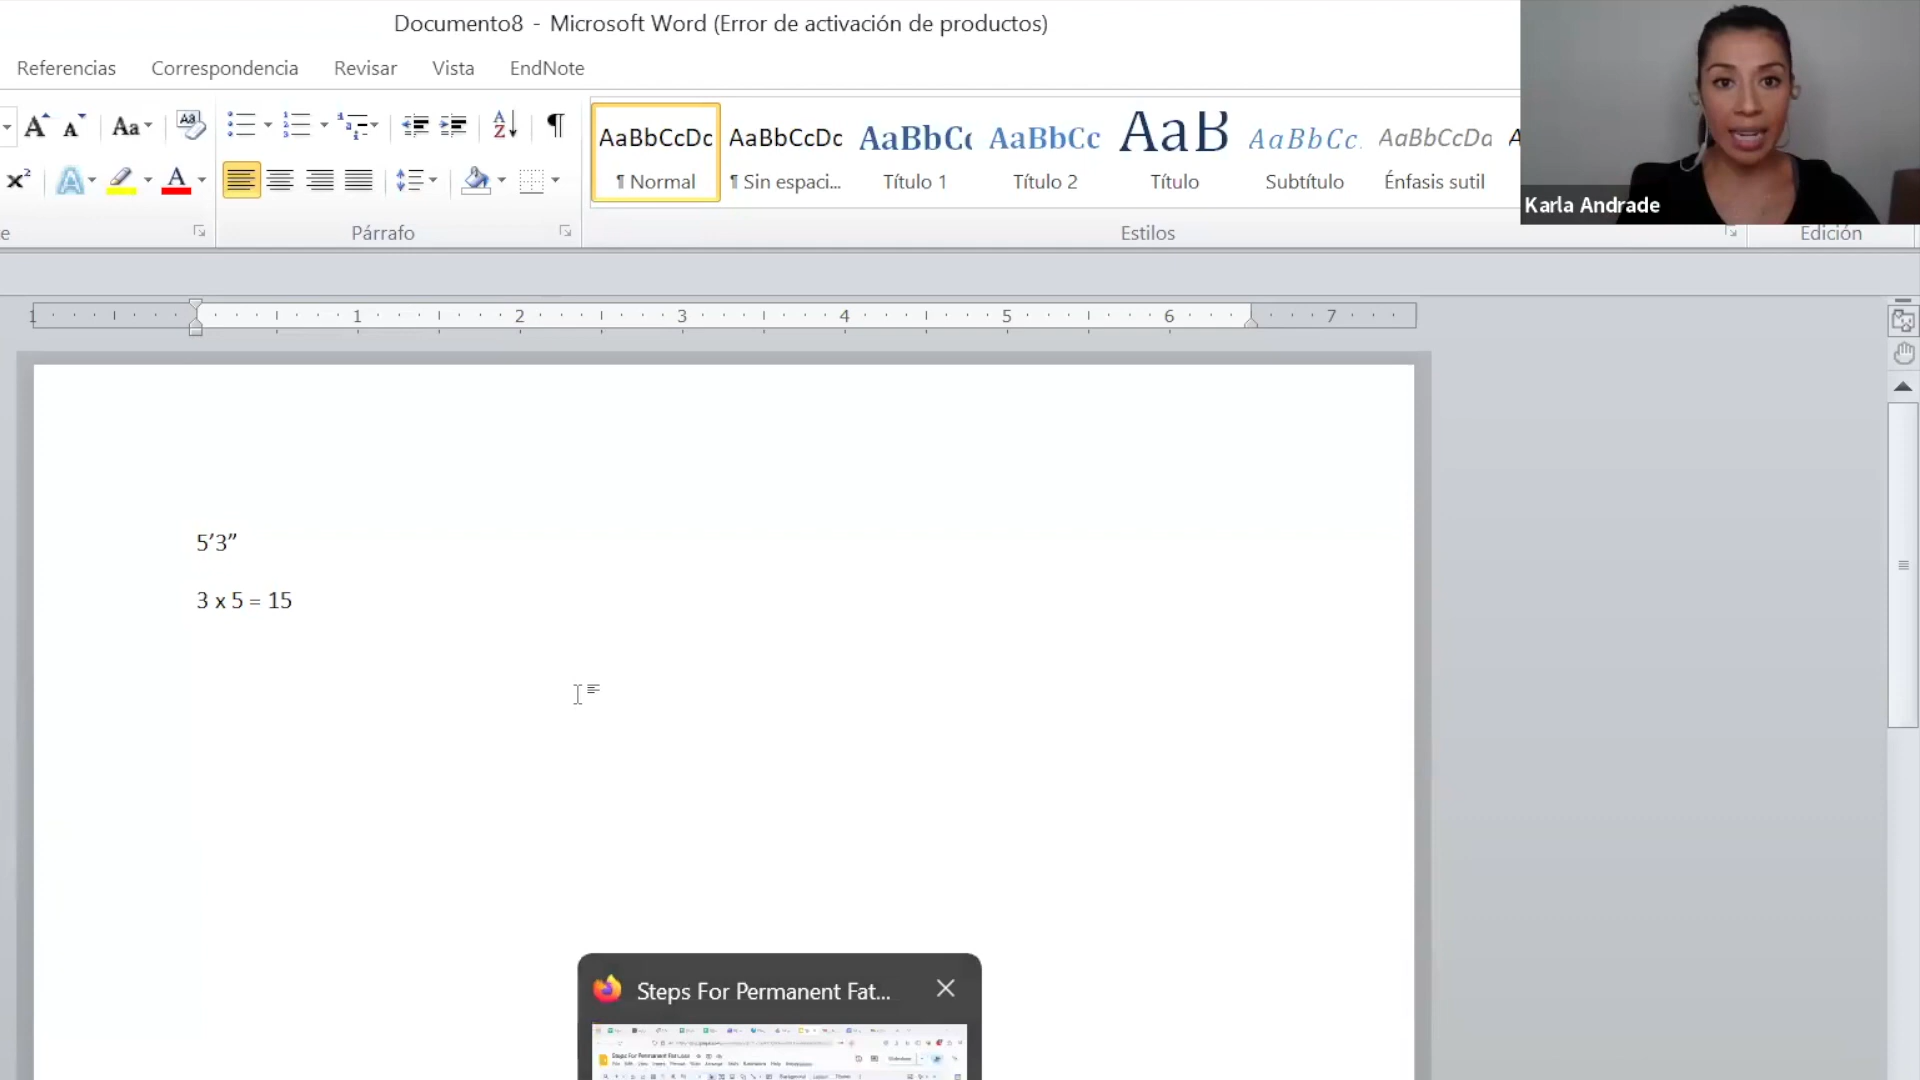 Documento8 - Microsoft Word (Error de activación de productos)
Referencias Correspondencia Revisar Vista EndNote
Aa
AaBbCcDc AaBbCcDc AaBbCc AaBbCc AaB AaBbCc. AaBbCcDa
¶ Normal ¶ Sin espaci... Título 1 Título 2 Título Subtítulo Énfasis sutil
Karla Andrade
Párrafo Estilos Edición
1 1 2 3 4 5 6 7
5’3”
3 x 5 = 15
Steps For Permanent Fat...